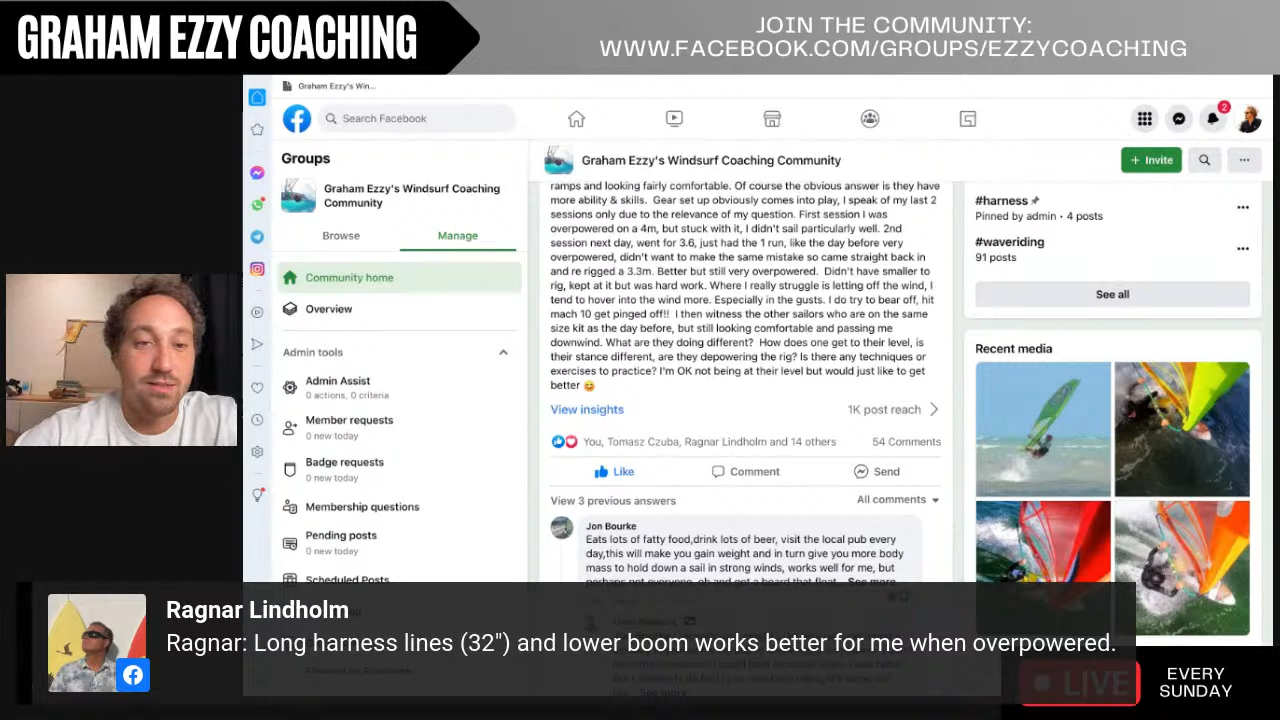 GRAHAM EZZY COACHING
JOIN THE COMMUNITY:
WWW.FACEBOOK.COM/GROUPS/EZZYCOACHING
Graham Ezzy's Win...
Search Facebook
2
Groups
Graham Ezzy's Windsurf Coaching
Community
Browse
Manage
Community home
Overview
Admin tools
Admin Assist
0 actions, 0 criteria
Member requests
0 new today
Badge requests
0 new today
Membership questions
Pending posts
0 new today
Scheduled Posts
Graham Ezzy's Windsurf Coaching Community
+ Invite
ramps and looking fairly comfortable. Of course the obvious answer is they have
more ability & skills.  Gear set up obviously comes into play, I speak of my last 2
sessions only due to the relevance of my question. First session I was
overpowered on a 4m, but stuck with it, I didn't sail particularly well. 2nd
session next day, went for 3.6, just had the 1 run, like the day before very
overpowered, didn't want to make the same mistake so came straight back in
and re rigged a 3.3m. Better but still very overpowered.  Didn't have smaller to
rig, kept at it but was hard work. Where I really struggle is letting off the wind, I
tend to hover into the wind more. Especially in the gusts. I do try to bear off, hit
mach 10 get pinged off!!  I then witness the other sailors who are on the same
size kit as the day before, but still looking comfortable and passing me
downwind. What are they doing different?  How does one get to their level, is
their stance different, are they depowering the rig? Is there any techniques or
exercises to practice? I'm OK not being at their level but would just like to get
better 😊
View insights
1K post reach
You, Tomasz Czuba, Ragnar Lindholm and 14 others
54 Comments
Like
Comment
Send
View 3 previous answers
All comments
Jon Bourke
Eats lots of fatty food,drink lots of beer, visit the local pub every
day,this will make you gain weight and in turn give you more body
mass to hold down a sail in strong winds, works well for me, but
perhaps not everyone, oh and get a board that float... See more
#harness
Pinned by admin • 4 posts
#waveriding
91 posts
See all
Recent media
Ragnar Lindholm
Ragnar: Long harness lines (32") and lower boom works better for me when overpowered.
LIVE
EVERY
SUNDAY